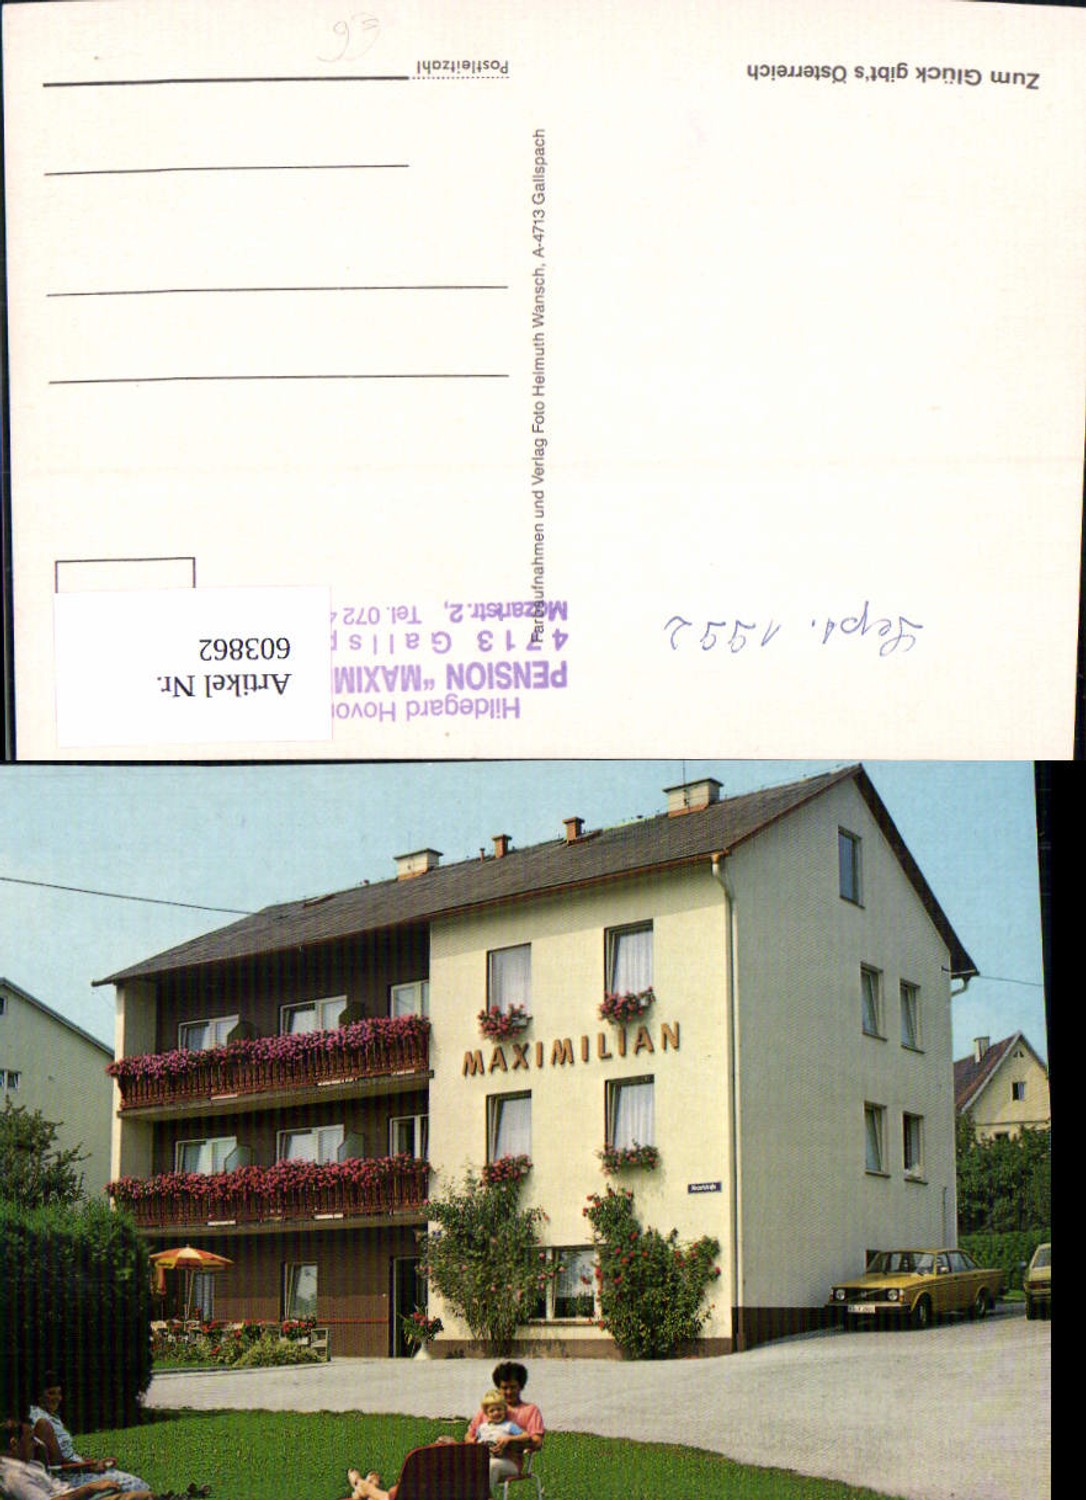 Zum Glück gibt's Österreich
Postleitzahl
Farbaufnahmen und Verlag Foto Helmuth Wansch, A-4713 Gallspach
Sept. 1992
Hildegard Hovo
PENSION "MAXIM
4713 Galls
Mozartstr. 2, Tel. 072
Artikel Nr.
603862
MAXIMILIAN